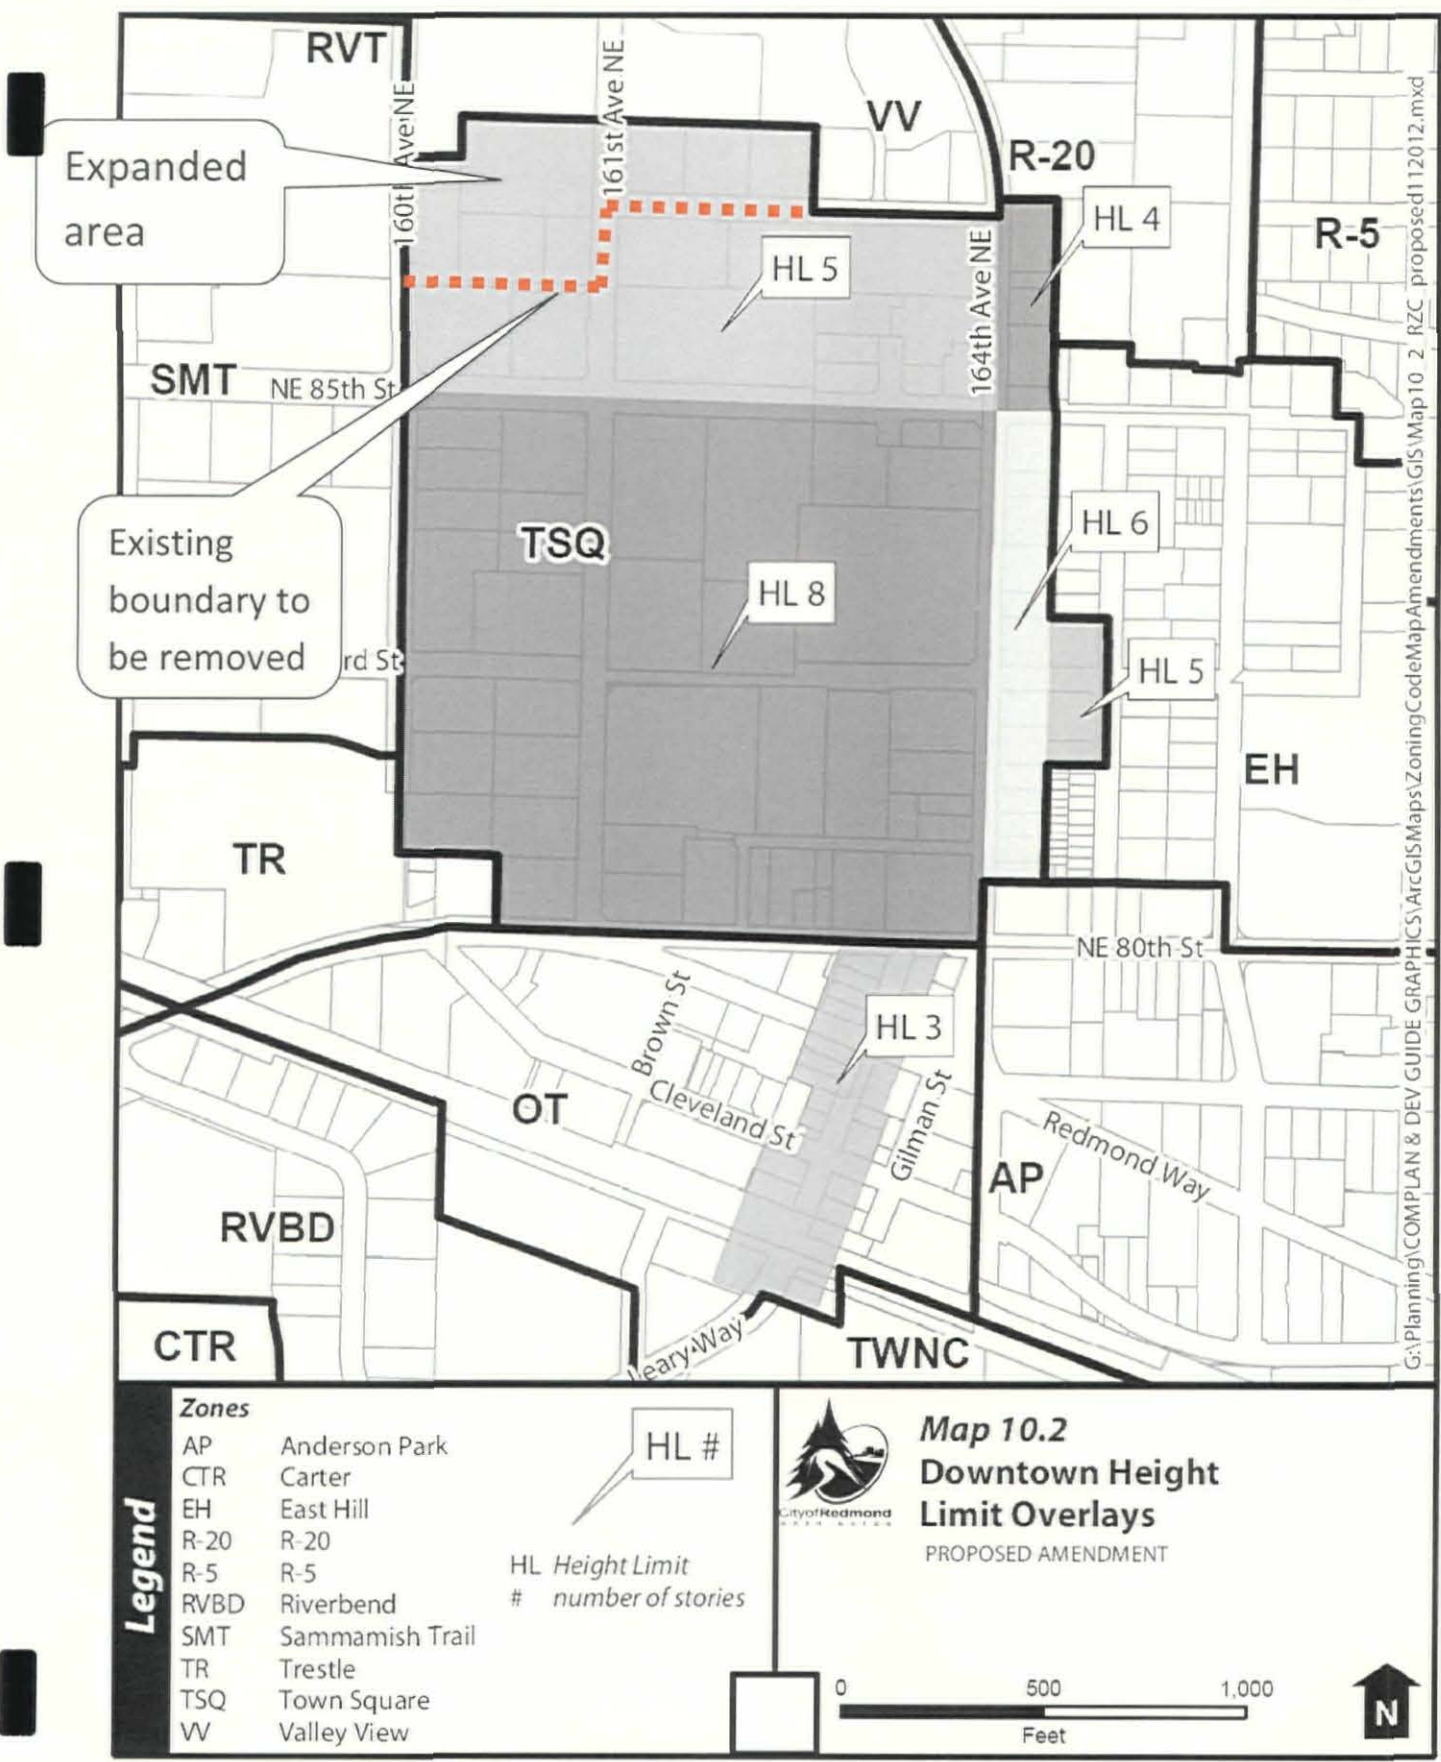 RVT
160th Ave NE
161st Ave NE
VV
R-20
Expanded
area
HL 4
R-5
HL 5
164th Ave NE
SMT
NE 85th St
TSQ
HL 6
Existing
boundary to
be removed
rd St
HL 8
HL 5
EH
TR
NE 80th St
Brown St
HL 3
OT
Cleveland St
Gilman St
AP
Redmond Way
RVBD
CTR
Leary Way
TWNC
G:\Planning\COMPLAN & DEV GUIDE GRAPHICS\ArcGISMaps\ZoningCodeMapAmendments\GIS\Map10_2_RZC_proposed112012.mxd
Legend
Zones
AP Anderson Park
CTR Carter
EH East Hill
R-20 R-20
R-5 R-5
RVBD Riverbend
SMT Sammamish Trail
TR Trestle
TSQ Town Square
VV Valley View
HL #
HL Height Limit
# number of stories
CityofRedmond
Map 10.2
Downtown Height
Limit Overlays
PROPOSED AMENDMENT
0 500 1,000
Feet
N